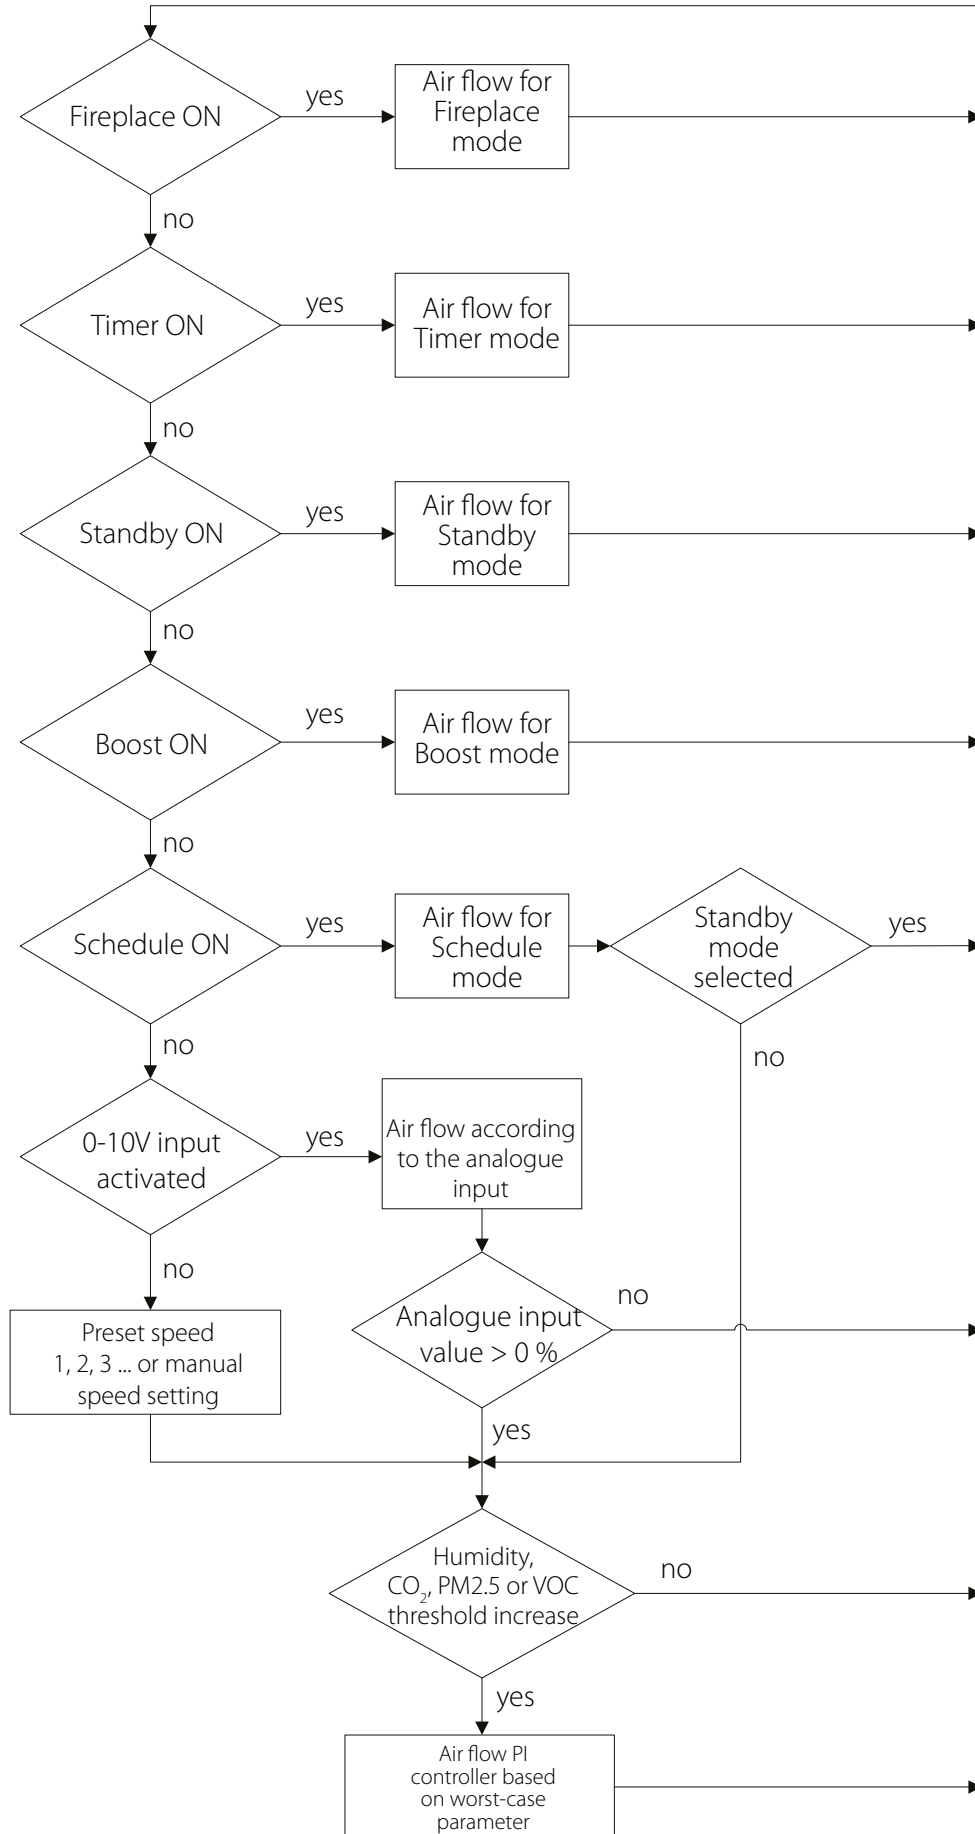 Fireplace ON
yes
Air flow for
Fireplace
mode
no
Timer ON
yes
Air flow for
Timer mode
no
Standby ON
yes
Air flow for
Standby
mode
no
Boost ON
yes
Air flow for
Boost mode
no
Schedule ON
yes
Air flow for
Schedule
mode
Standby
mode
selected
yes
no
no
0-10V input
activated
yes
Air flow according
to the analogue
input
no
Analogue input
value > 0 %
no
Preset speed
1, 2, 3 ... or manual
speed setting
yes
Humidity,
CO₂, PM2.5 or VOC
threshold increase
no
yes
Air flow PI
controller based
on worst-case
parameter